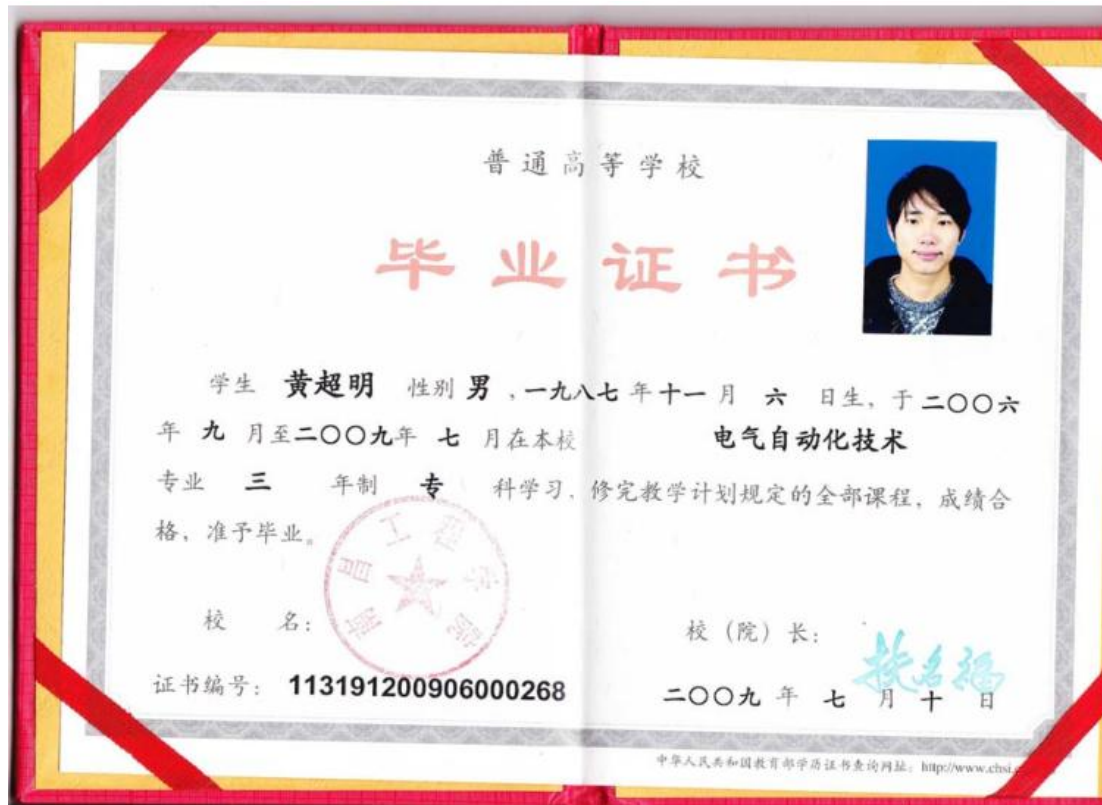 普通高等学校
毕业证书
学生 黄超明 性别 男 , 一九八七 年 十一 月 六 日生, 于 二〇〇六
年 九 月至 二〇〇九 年 七 月在本校 电气自动化技术
专业 三 年制 专 科学习, 修完教学计划规定的全部课程, 成绩合
格, 准予毕业。
工程学院
校 名:
校 (院) 长:
证书编号: 113191200906000268
二〇〇九 年 七 月 十 日
中华人民共和国教育部学历证书查询网址: http://www.chsi.c